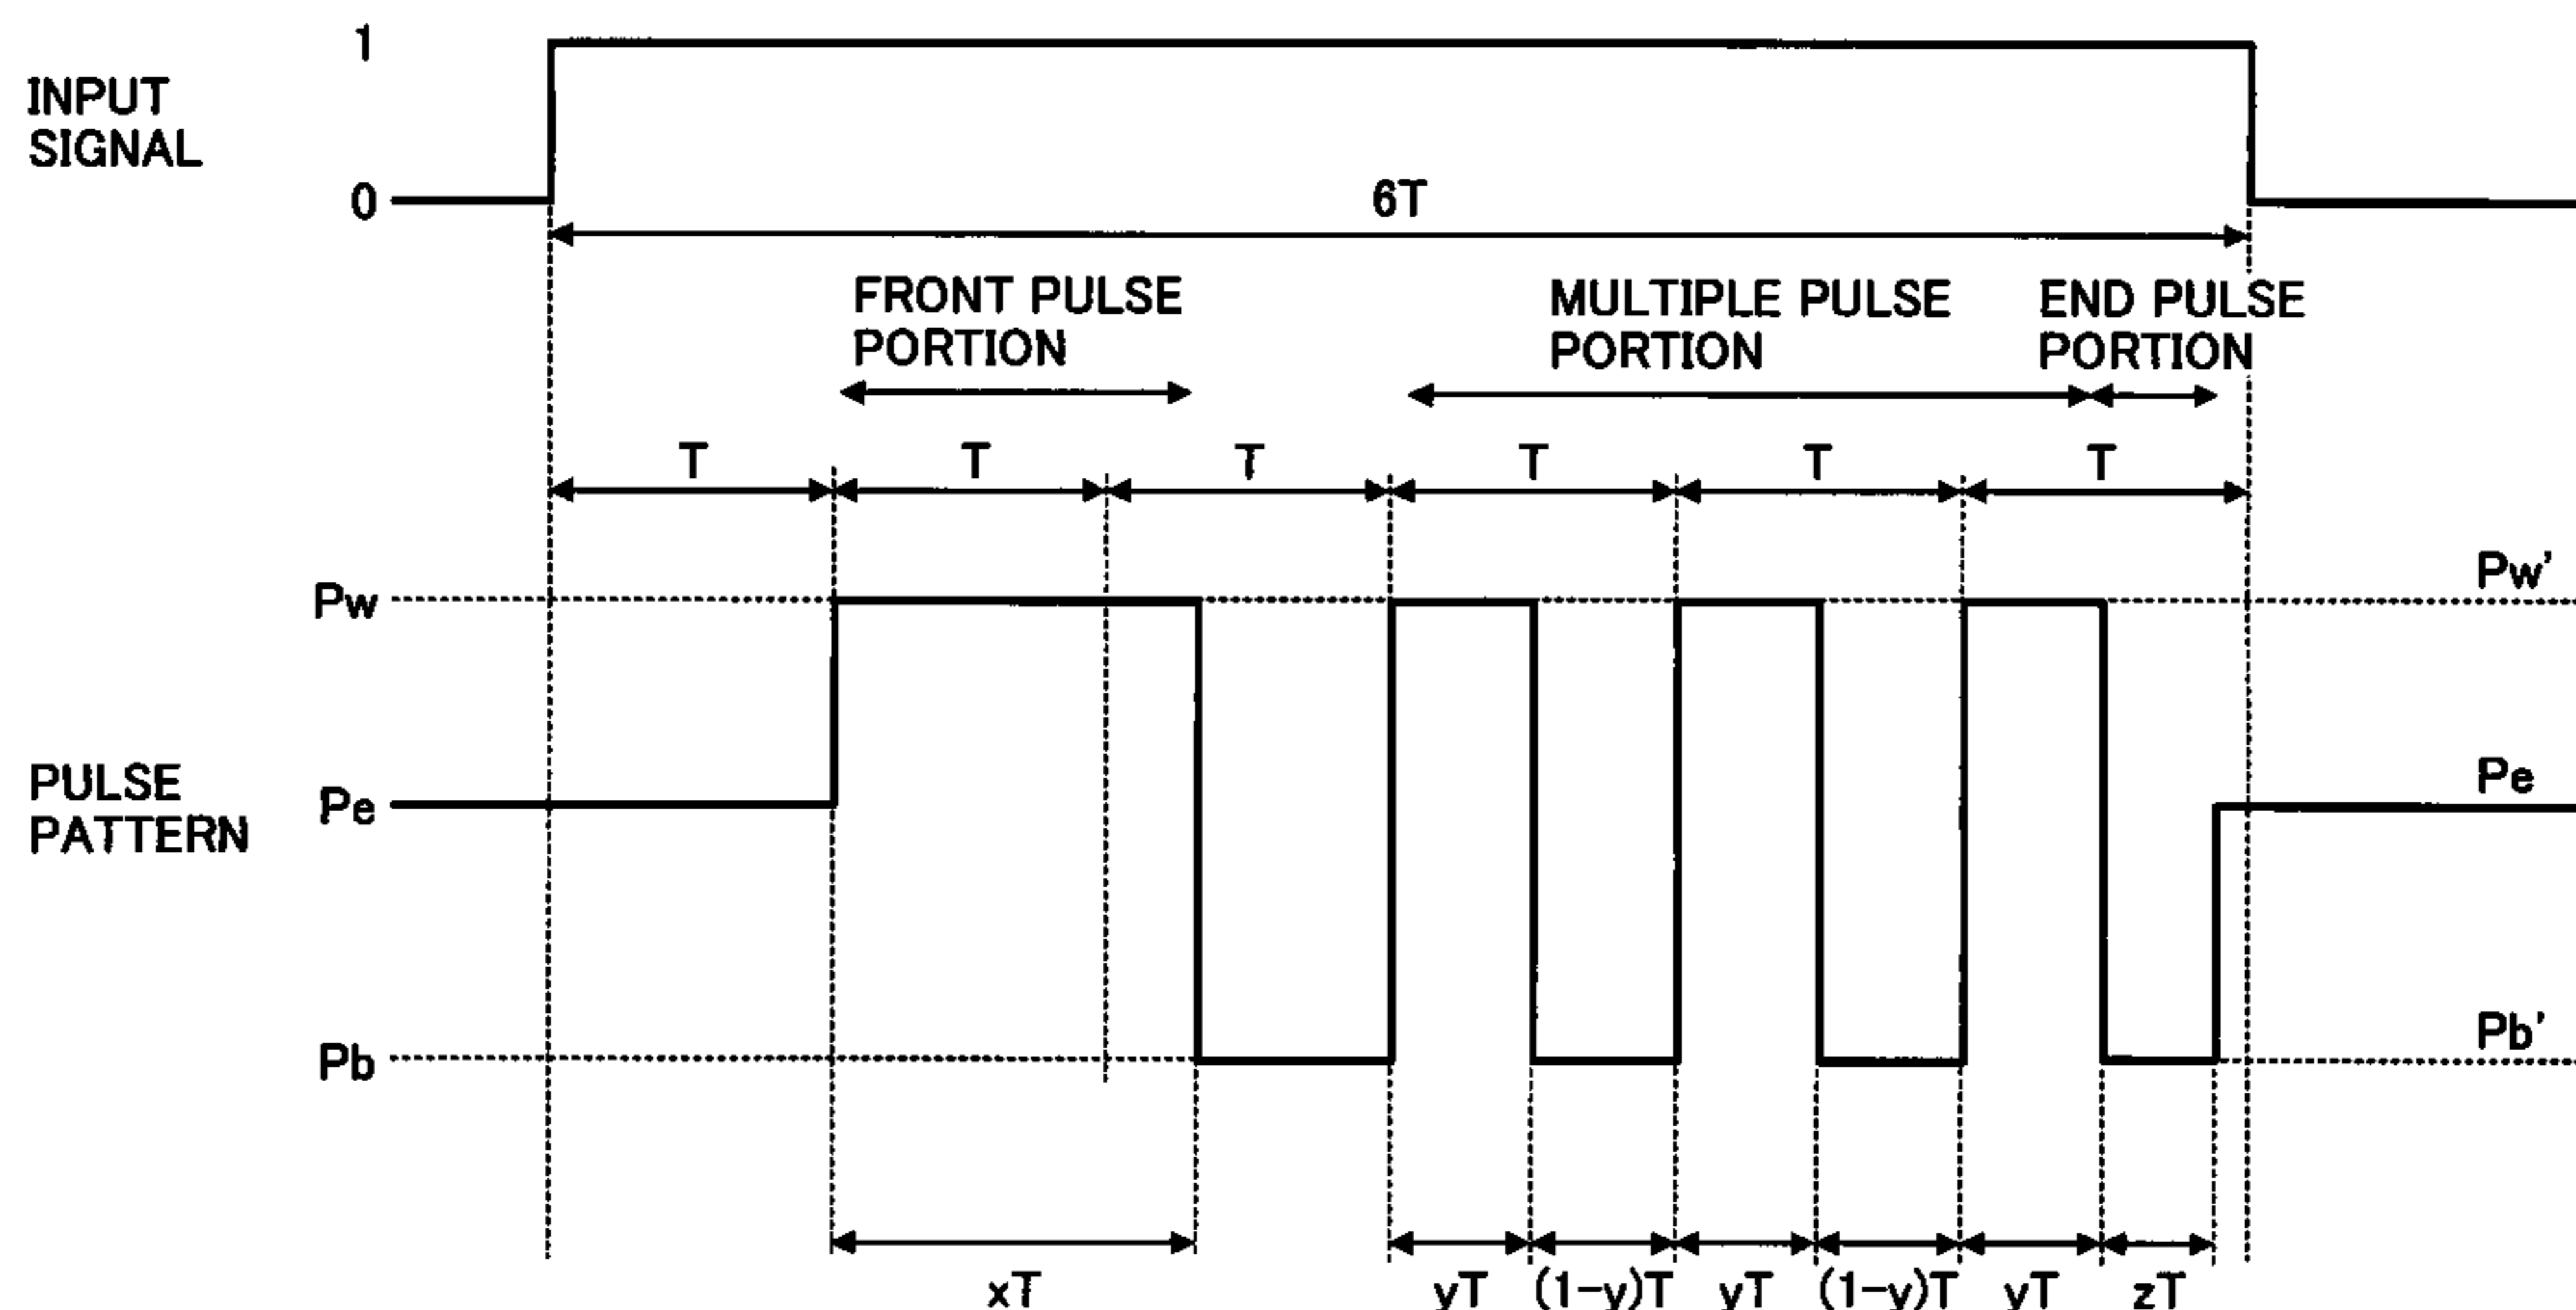 1
INPUT
SIGNAL
0
6T
FRONT PULSE
PORTION
MULTIPLE PULSE
PORTION
END PULSE
PORTION
T
T
T
T
T
T
Pw
Pw'
PULSE
PATTERN
Pe
Pe
Pb
Pb'
xT
yT
(1-y)T
yT
(1-y)T
yT
zT